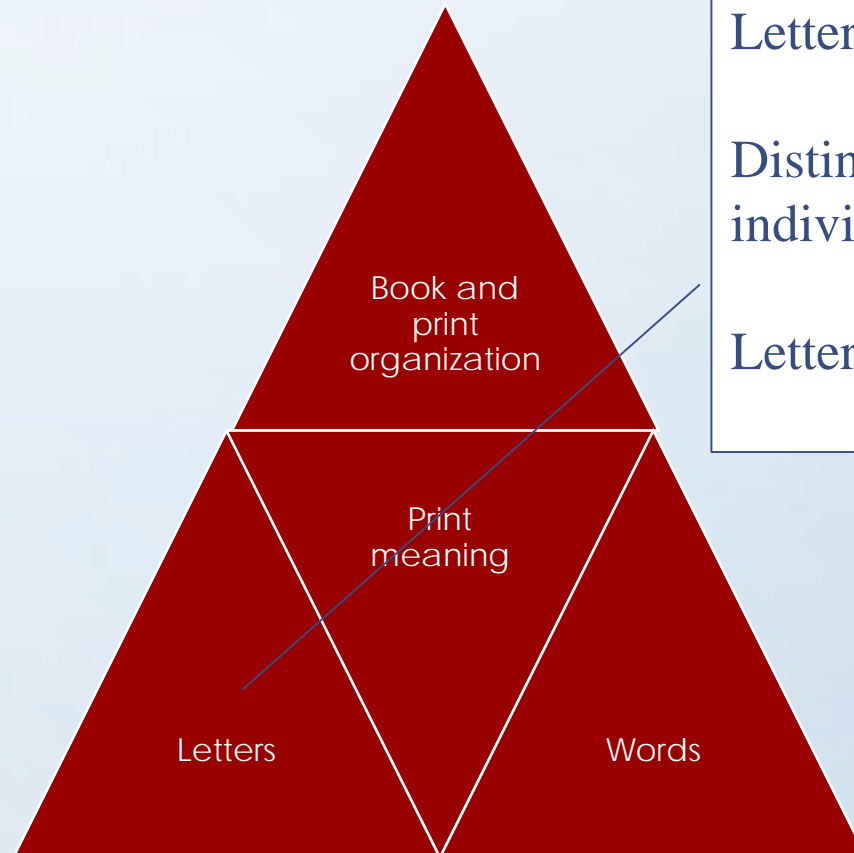 Letter
Distin
indivi
Letter
Book and
print
organization
Print
meaning
Letters
Words